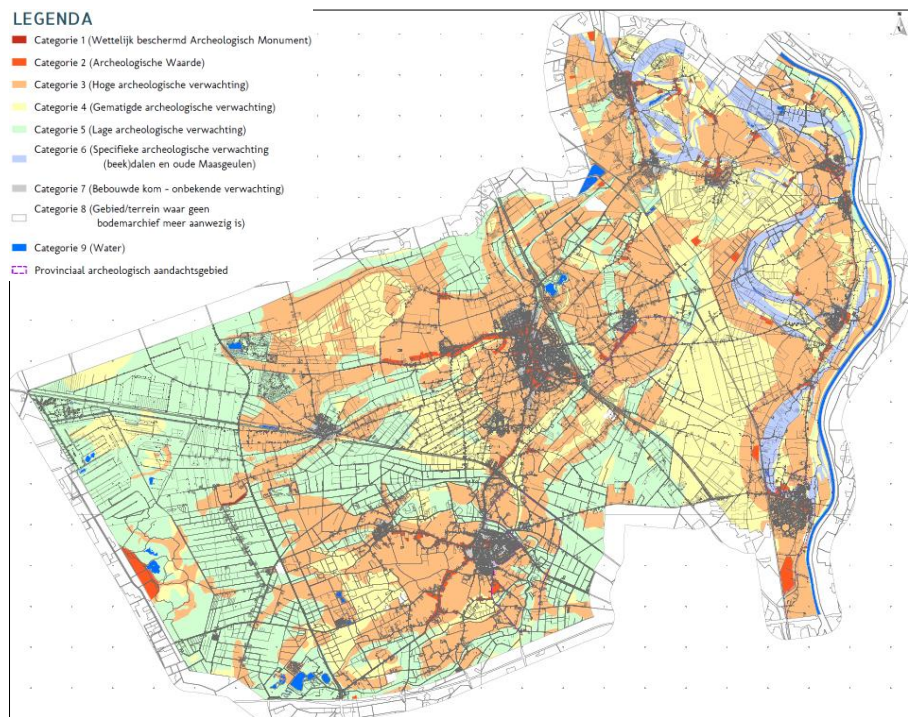 LEGENDA
Categorie 1 (Wettelijk beschermd Archeologisch Monument)
Categorie 2 (Archeologische Waarde)
Categorie 3 (Hoge archeologische verwachting)
Categorie 4 (Gematigde archeologische verwachting)
Categorie 5 (Lage archeologische verwachting)
Categorie 6 (Specifieke archeologische verwachting
(beek)dalen en oude Maasgeulen)
Categorie 7 (Bebouwde kom - onbekende verwachting)
Categorie 8 (Gebied/terrein waar geen
bodemarchief meer aanwezig is)
Categorie 9 (Water)
Provinciaal archeologisch aandachtsgebied